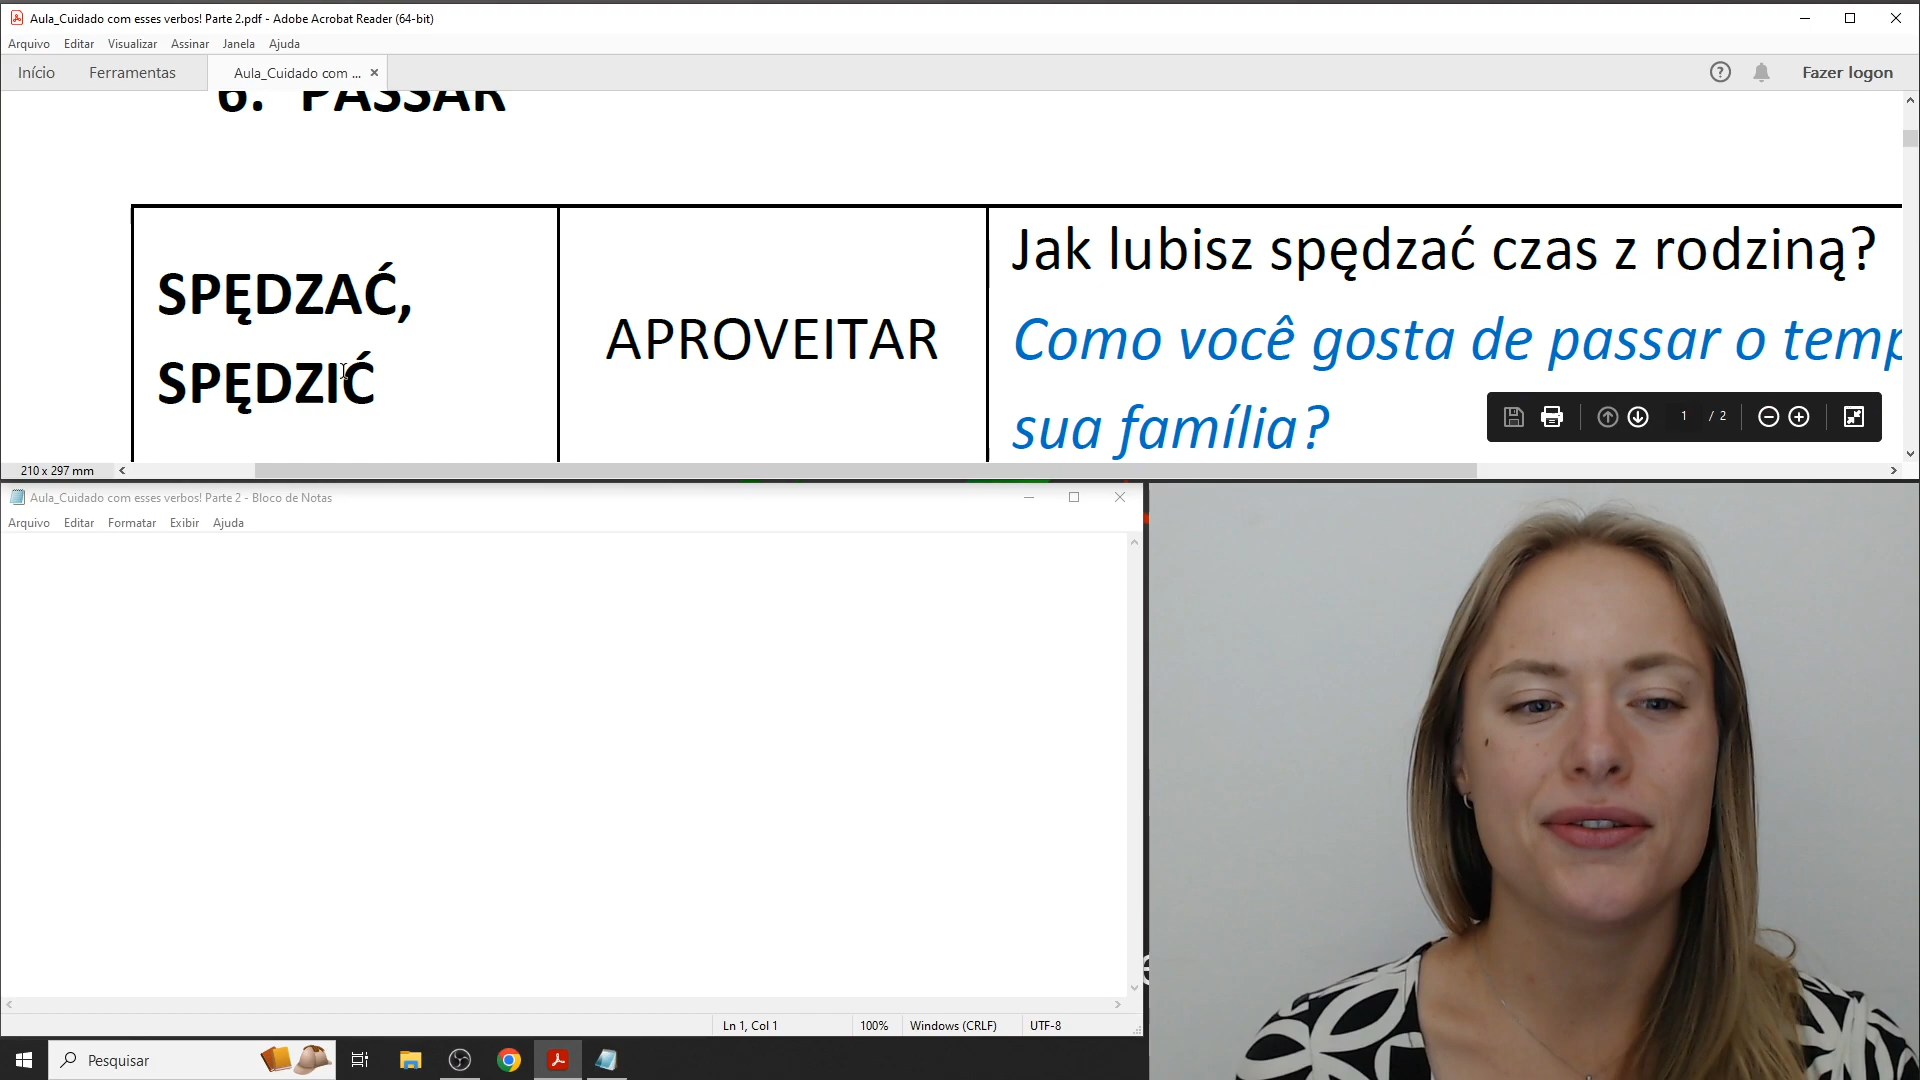 Aula_Cuidado com esses verbos! Parte 2.pdf - Adobe Acrobat Reader (64-bit)
Arquivo Editar Visualizar Assinar Janela Ajuda
Início Ferramentas Aula_Cuidado com ... Fazer logon
6. PASSAR
SPĘDZAĆ,
SPĘDZIĆ
APROVEITAR
Jak lubisz spędzać czas z rodziną?
Como você gosta de passar o temp
sua família?
1 / 2
210 x 297 mm
Aula_Cuidado com esses verbos! Parte 2 - Bloco de Notas
Arquivo Editar Formatar Exibir Ajuda
Ln 1, Col 1 100% Windows (CRLF) UTF-8
Pesquisar